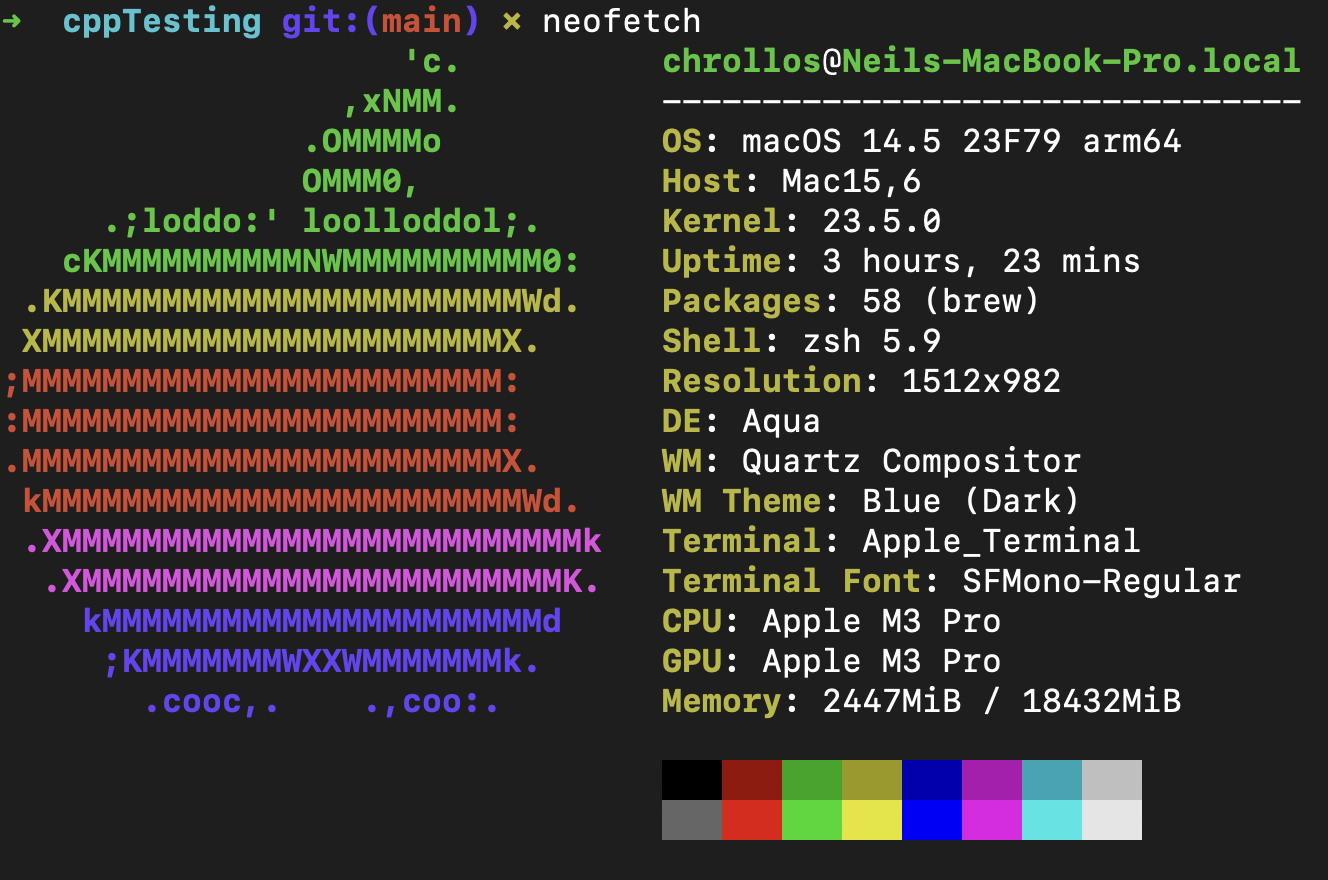 ➜  cppTesting git:(main) ✗ neofetch
                    'c.          chrollos@Neils-MacBook-Pro.local
                 ,xNMM.          --------------------------------
               .OMMMMo           OS: macOS 14.5 23F79 arm64
               OMMM0,            Host: Mac15,6
     .;loddo:' loolloddol;.      Kernel: 23.5.0
   cKMMMMMMMMMMNWMMMMMMMMMM0:    Uptime: 3 hours, 23 mins
 .KMMMMMMMMMMMMMMMMMMMMMMMWd.    Packages: 58 (brew)
 XMMMMMMMMMMMMMMMMMMMMMMMX.      Shell: zsh 5.9
;MMMMMMMMMMMMMMMMMMMMMMMM:       Resolution: 1512x982
:MMMMMMMMMMMMMMMMMMMMMMMM:       DE: Aqua
.MMMMMMMMMMMMMMMMMMMMMMMMX.      WM: Quartz Compositor
 kMMMMMMMMMMMMMMMMMMMMMMMMWd.    WM Theme: Blue (Dark)
 .XMMMMMMMMMMMMMMMMMMMMMMMMMMk   Terminal: Apple_Terminal
  .XMMMMMMMMMMMMMMMMMMMMMMMMK.   Terminal Font: SFMono-Regular
    kMMMMMMMMMMMMMMMMMMMMMMd     CPU: Apple M3 Pro
     ;KMMMMMMMWXXWMMMMMMMk.      GPU: Apple M3 Pro
       .cooc,.    .,coo:.        Memory: 2447MiB / 18432MiB